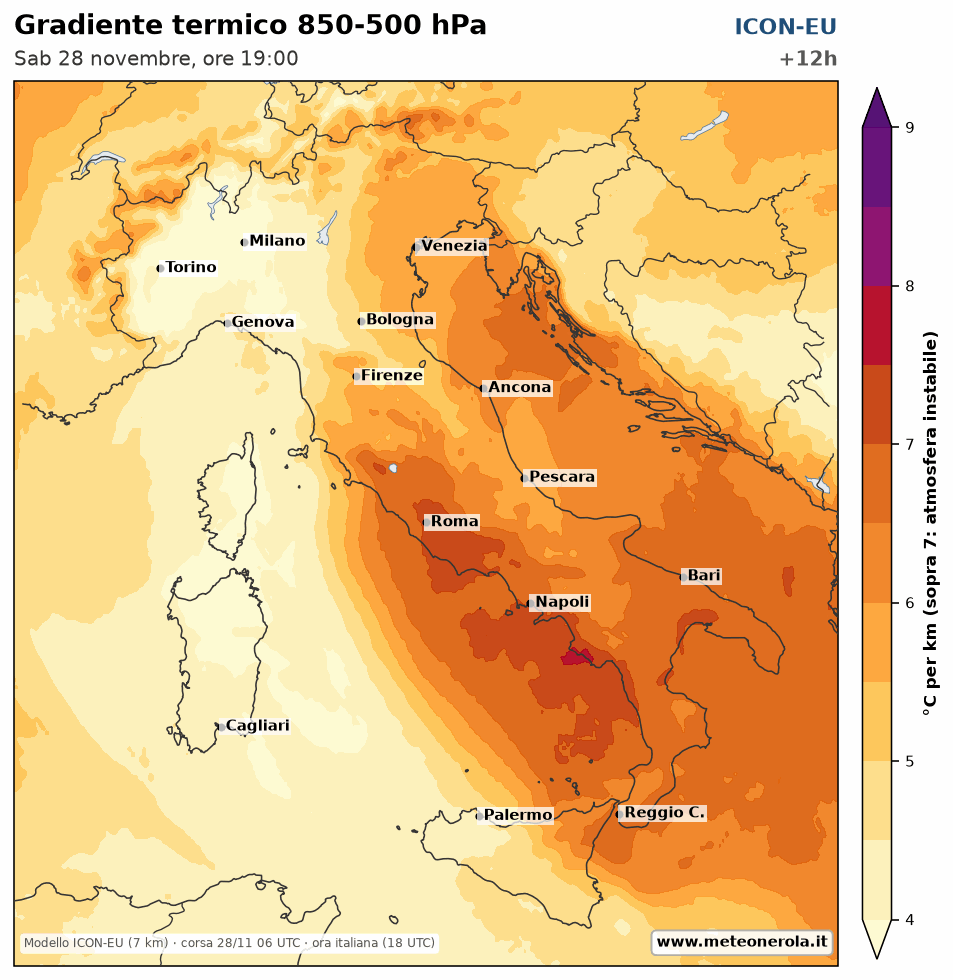 Gradiente termico 850-500 hPa
ICON-EU
Sab 28 novembre, ore 19:00
+12h
9
8
7
6
5
4
°C per km (sopra 7: atmosfera instabile)
Milano
Venezia
Torino
Genova
Bologna
Firenze
Ancona
Pescara
Roma
Bari
Napoli
Cagliari
Palermo
Reggio C.
Modello ICON-EU (7 km) · corsa 28/11 06 UTC · ora italiana (18 UTC)
www.meteonerola.it